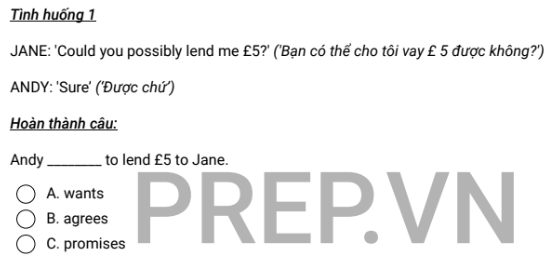 Tình huống 1
JANE: 'Could you possibly lend me £5?' ('Bạn có thể cho tôi vay £ 5 được không?')
ANDY: 'Sure' ('Được chứ')
Hoàn thành câu:
Andy ________ to lend £5 to Jane.
A. wants
B. agrees
C. promises
PREP.VN